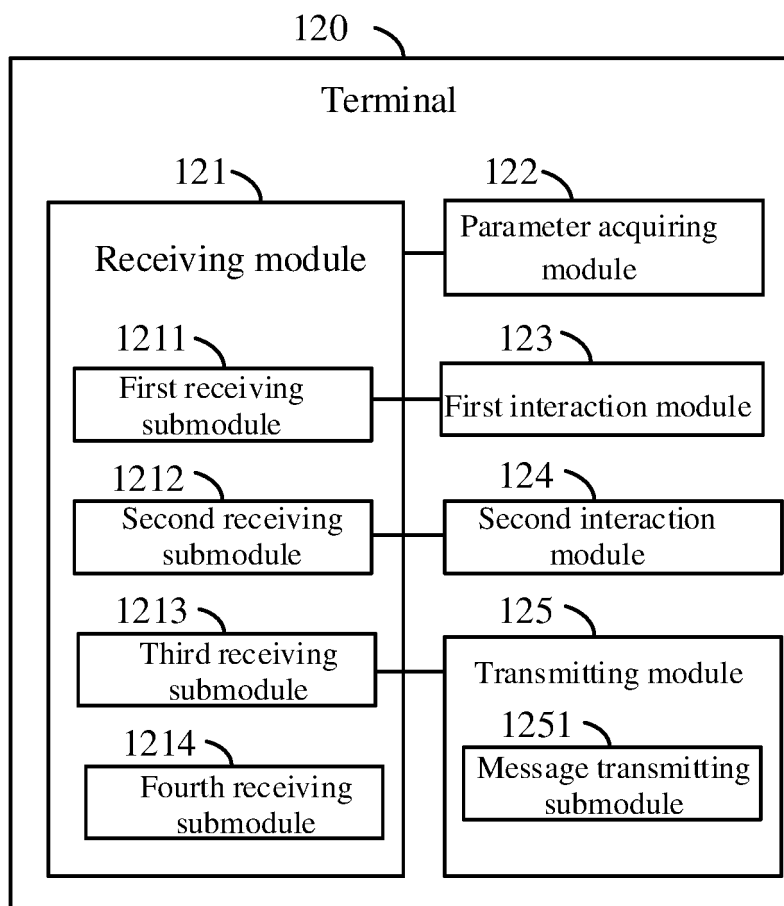 120
Terminal
121
Receiving module
122
Parameter acquiring
module
1211
First receiving
submodule
123
First interaction module
1212
Second receiving
submodule
124
Second interaction
module
1213
Third receiving
submodule
125
Transmitting module
1214
Fourth receiving
submodule
1251
Message transmitting
submodule